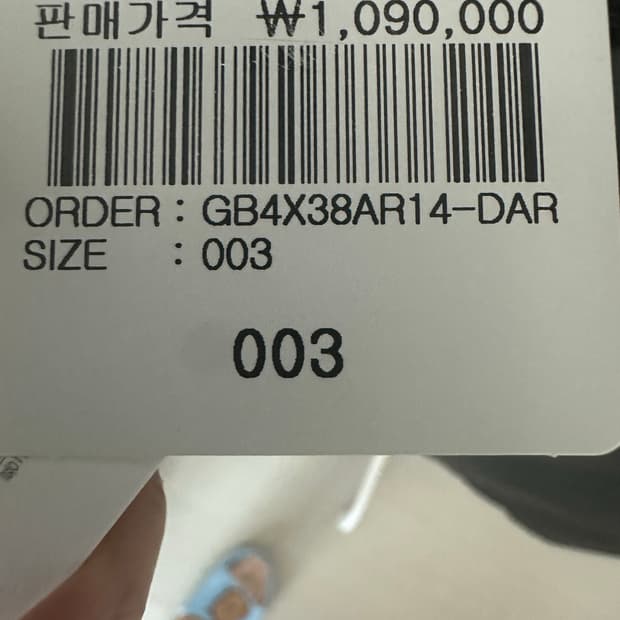 판매가격 ₩1,090,000
ORDER : GB4X38AR14-DAR
SIZE : 003
003